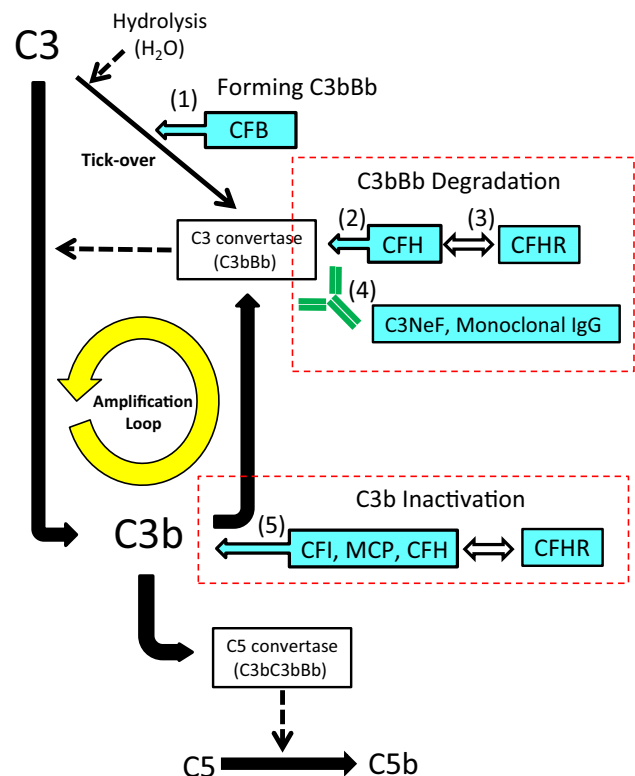 Hydrolysis
(H₂O)
C3
Forming C3bBb
(1)
CFB
Tick-over
C3bBb Degradation
C3 convertase
(C3bBb)
(2)
CFH
(3)
CFHR
(4)
C3NeF, Monoclonal IgG
Amplification
Loop
C3b Inactivation
C3b
(5)
CFI, MCP, CFH
CFHR
C5 convertase
(C3bC3bBb)
C5
C5b